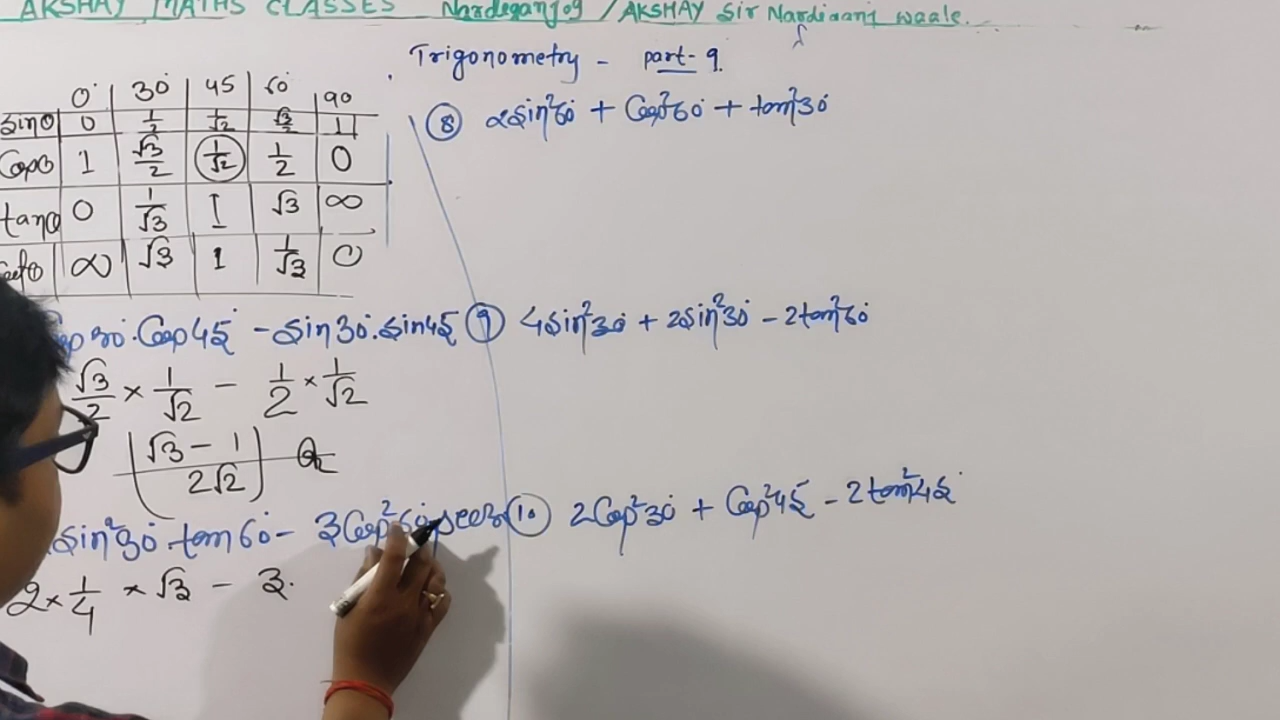 AKSHAY MATHS CLASSES Nardeganjog / AKSHAY Sir Nardiganj waale.
Trigonometry - part- 9.
0° 30° 45 60° 90
sinθ 0 1/2 1/√2 √3/2 1
Cosθ 1 √3/2 1/√2 1/2 0
tanθ 0 1/√3 1 √3 ∞
∞ √3 1 1/√3 0
30°.Cos45° - sin30°.sin45°
√3/2 × 1/√2 - 1/2 × 1/√2
(√3 - 1 / 2√2)
sin²30°.tan60° - 3Cos²60°.sec
2 × 1/4 × √3 - 3.
⑧ 2sin²60° + Cos²60° + tan²30°
⑨ 4sin²30° + 2sin²30° - 2tan²60°
⑩ 2Cos²30° + Cos²45° - 2tan²45°